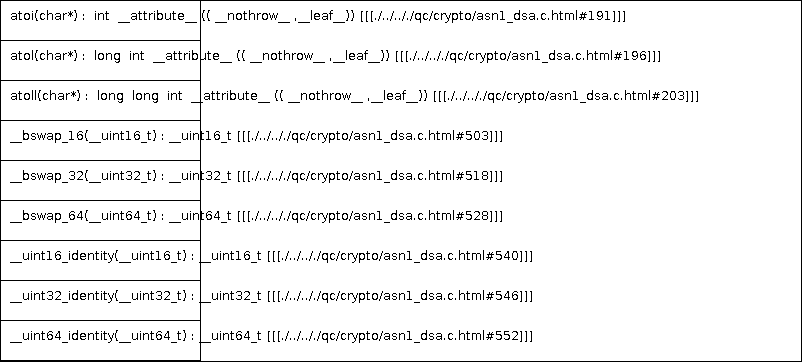 atoi(char*) : int __attribute__ (( __nothrow__ ,__leaf__)) [[[./../.././qc/crypto/asn1_dsa.c.html#191]]]
atol(char*) : long int __attribute__ (( __nothrow__ ,__leaf__)) [[[./../.././qc/crypto/asn1_dsa.c.html#196]]]
atoll(char*) : long long int __attribute__ (( __nothrow__ ,__leaf__)) [[[./../.././qc/crypto/asn1_dsa.c.html#203]]]
__bswap_16(__uint16_t) : __uint16_t [[[./../.././qc/crypto/asn1_dsa.c.html#503]]]
__bswap_32(__uint32_t) : __uint32_t [[[./../.././qc/crypto/asn1_dsa.c.html#518]]]
__bswap_64(__uint64_t) : __uint64_t [[[./../.././qc/crypto/asn1_dsa.c.html#528]]]
__uint16_identity(__uint16_t) : __uint16_t [[[./../.././qc/crypto/asn1_dsa.c.html#540]]]
__uint32_identity(__uint32_t) : __uint32_t [[[./../.././qc/crypto/asn1_dsa.c.html#546]]]
__uint64_identity(__uint64_t) : __uint64_t [[[./../.././qc/crypto/asn1_dsa.c.html#552]]]